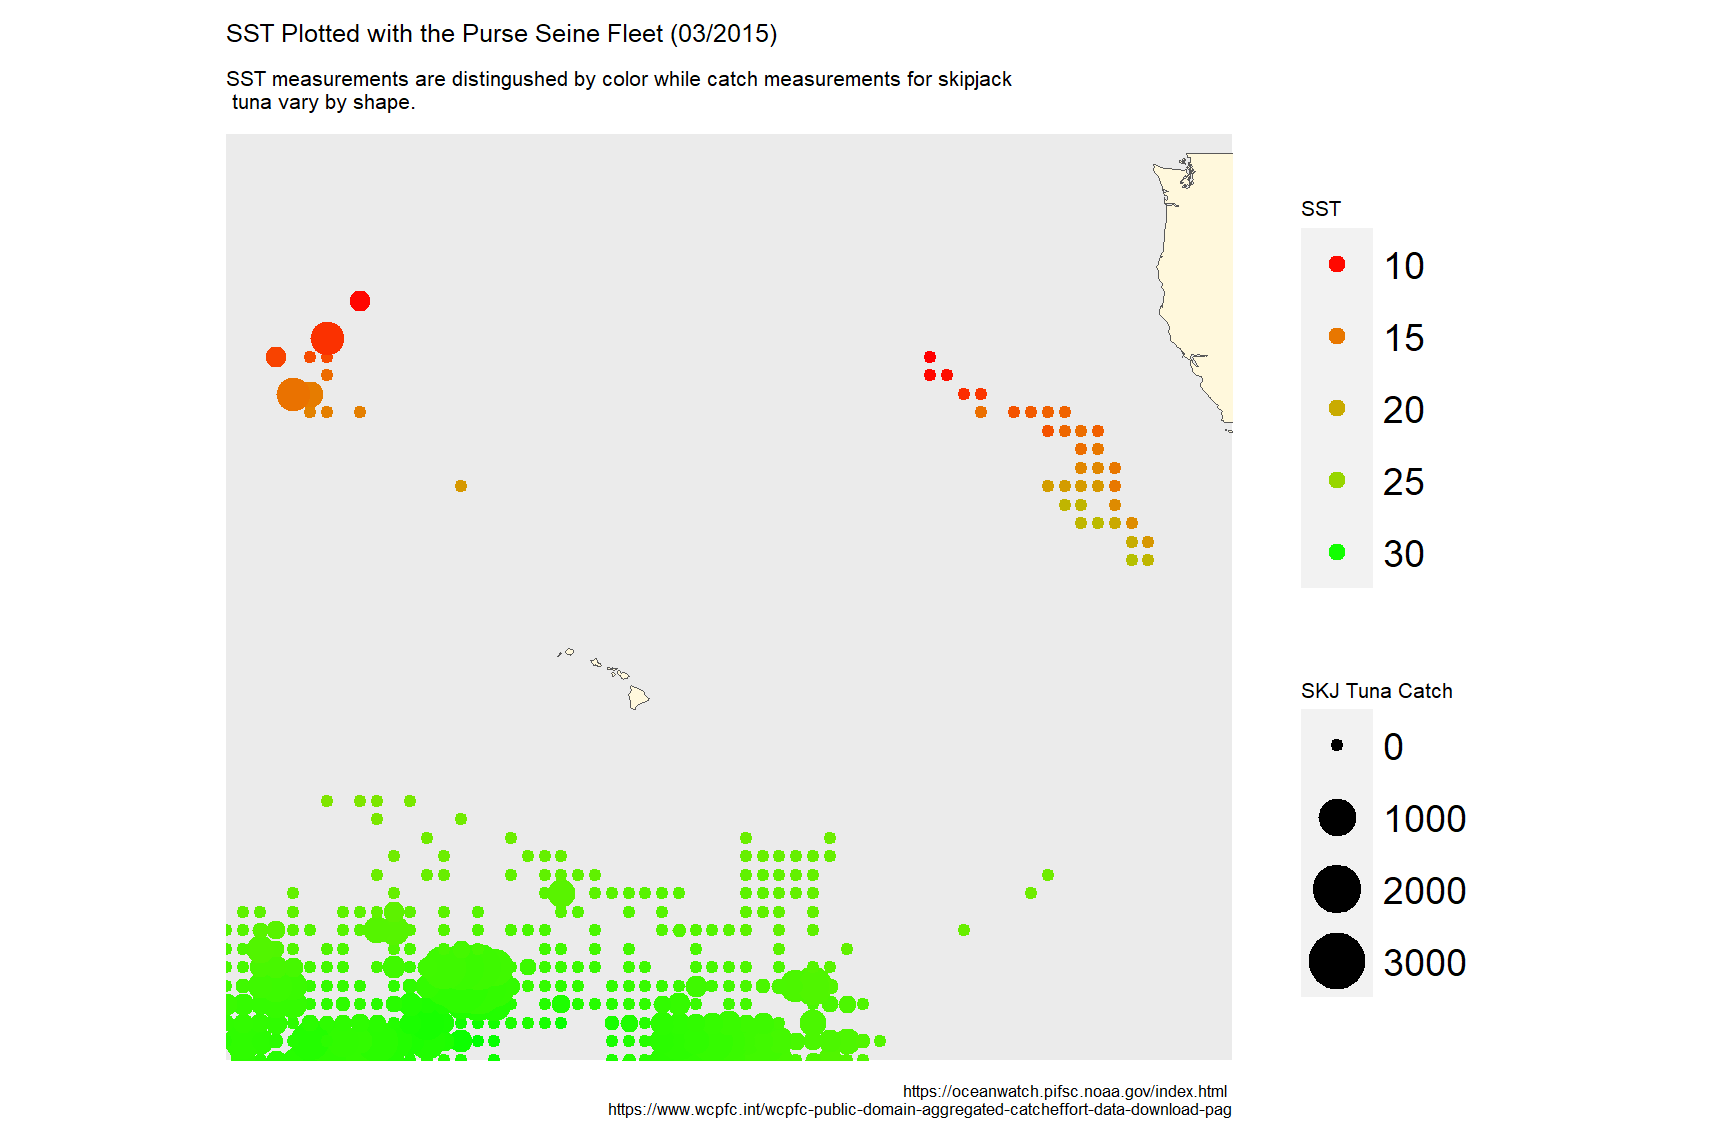 SST Plotted with the Purse Seine Fleet (03/2015)
SST measurements are distingushed by color while catch measurements for skipjack
tuna vary by shape.
SST
10
15
20
25
30
SKJ Tuna Catch
0
1000
2000
3000
https://oceanwatch.pifsc.noaa.gov/index.html
https://www.wcpfc.int/wcpfc-public-domain-aggregated-catcheffort-data-download-pag